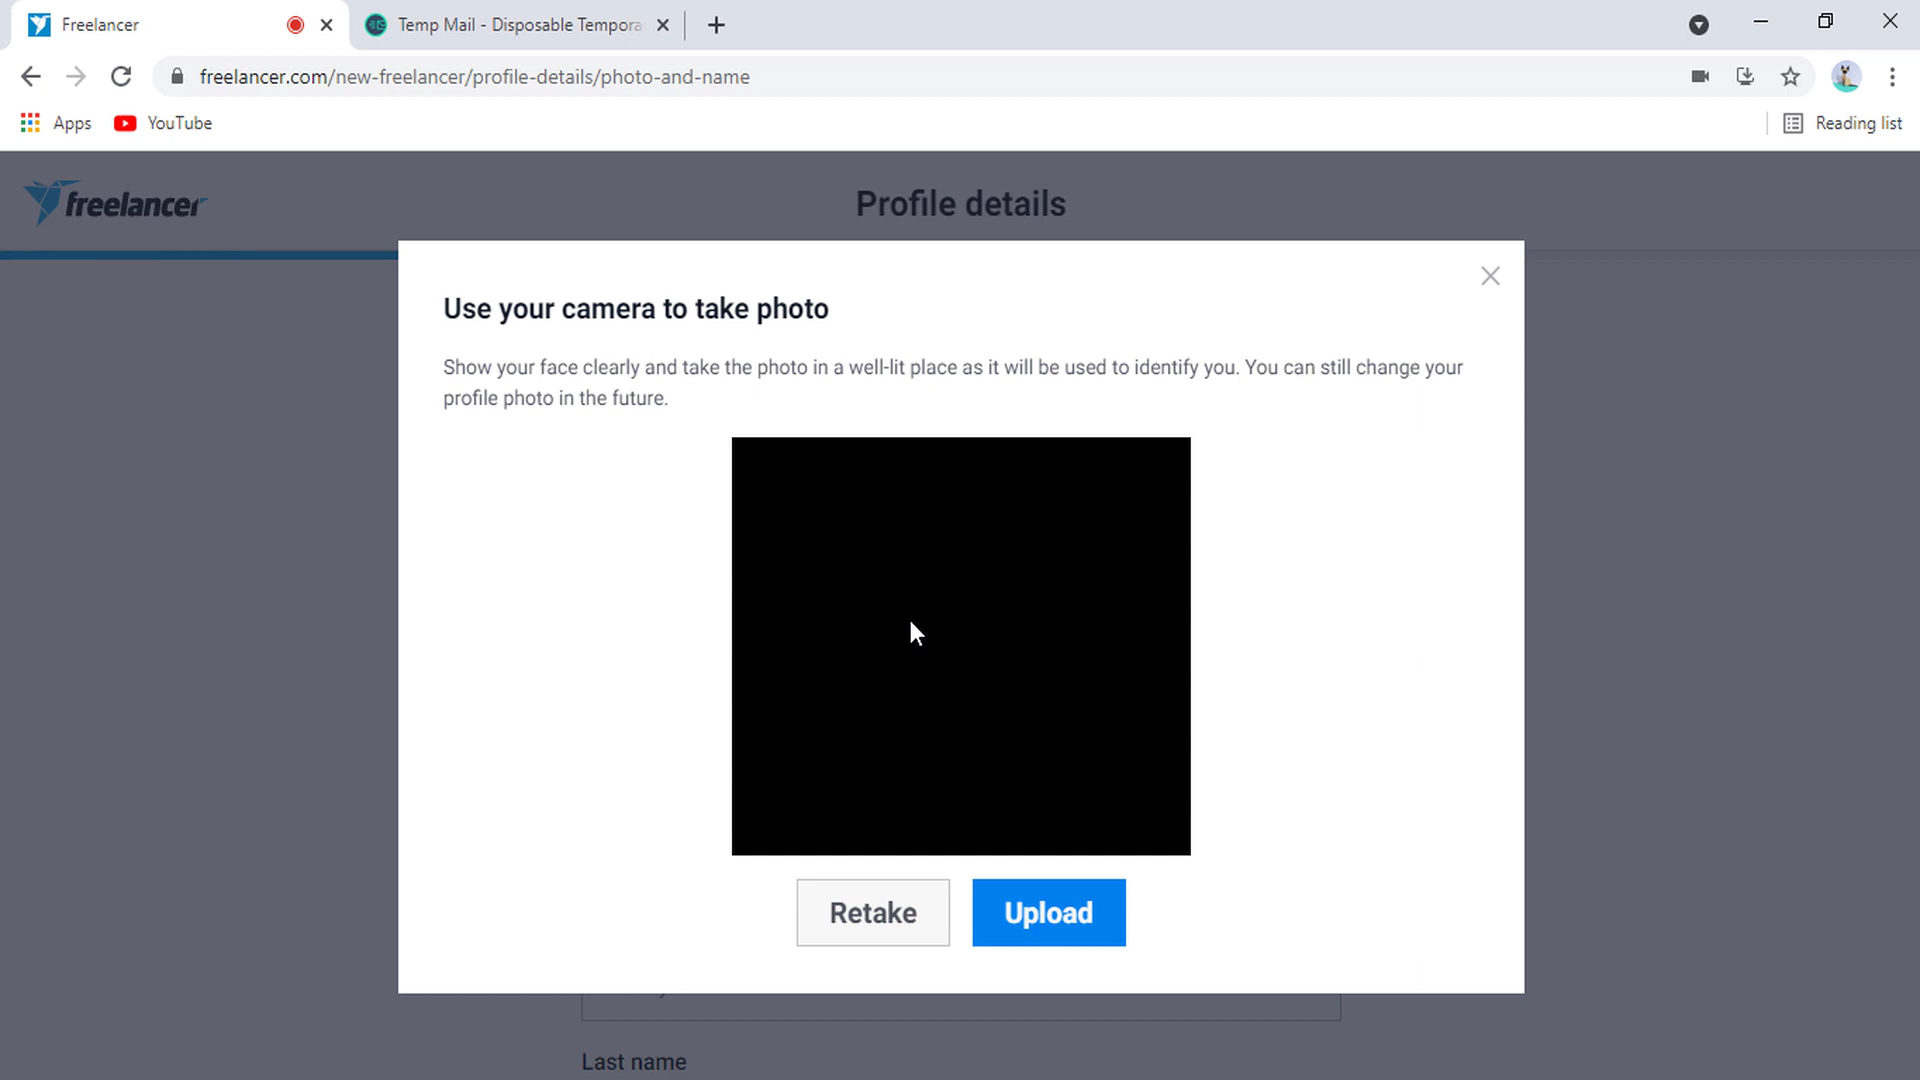 Freelancer
Temp Mail - Disposable Tempora
freelancer.com/new-freelancer/profile-details/photo-and-name
Apps
YouTube
Reading list
freelancer
Profile details
Use your camera to take photo
Show your face clearly and take the photo in a well-lit place as it will be used to identify you. You can still change your
profile photo in the future.
Retake
Upload
Last name